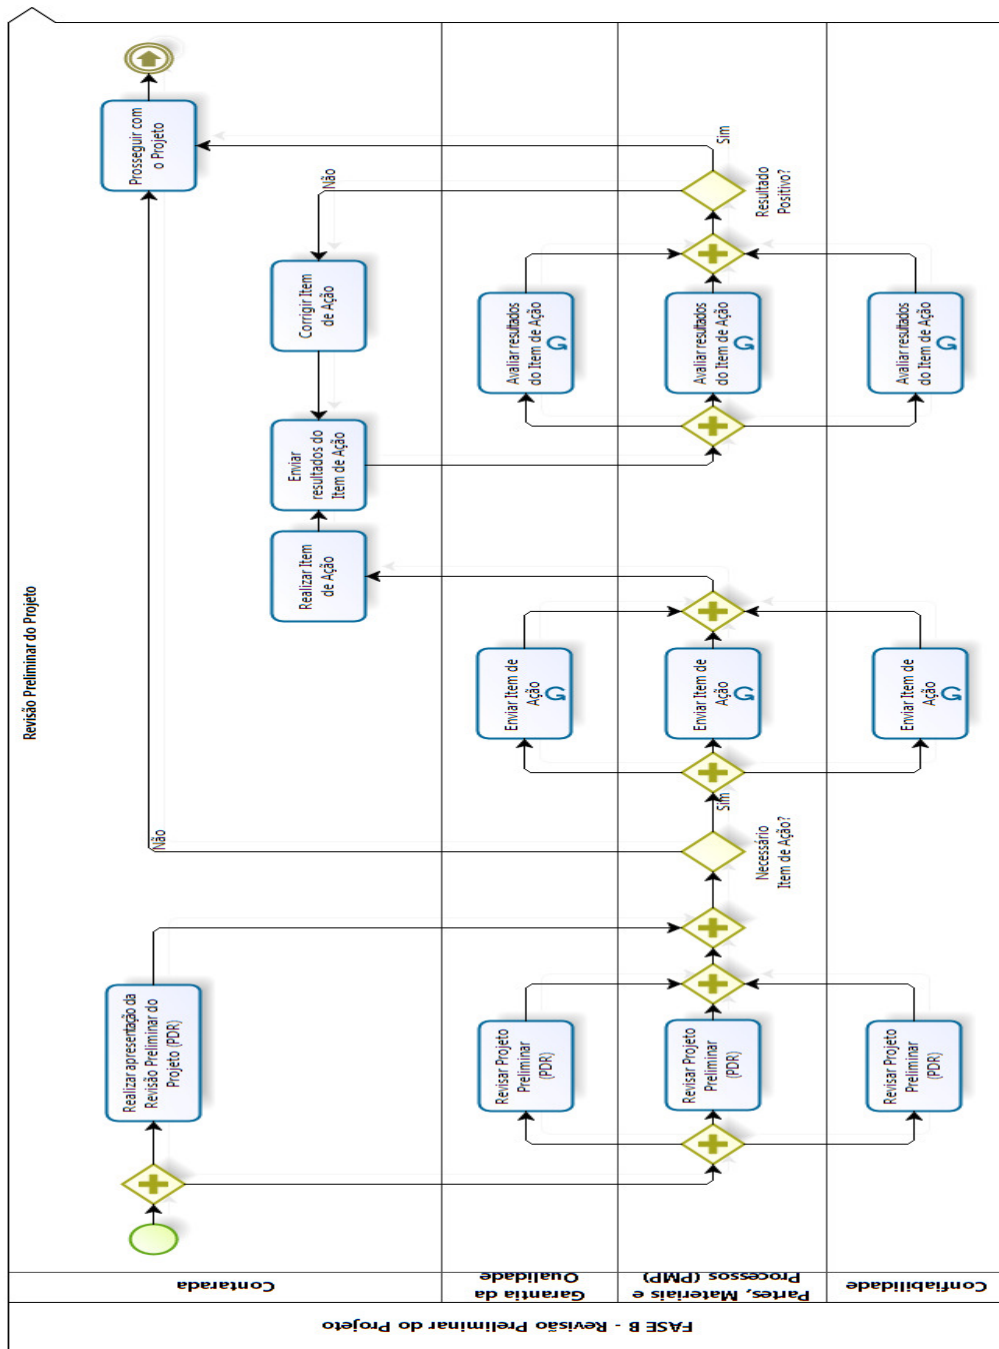 Revisão Preliminar do Projeto
FASE B - Revisão Preliminar do Projeto
Contarada
Garantia da
Qualidade
Partes, Materiais e
Processos (PMP)
Confiabilidade
Realizar apresentação da
Revisão Preliminar do
Projeto (PDR)
Revisar Projeto
Preliminar
(PDR)
Revisar Projeto
Preliminar
(PDR)
Revisar Projeto
Preliminar
(PDR)
Necessário
Item de Ação?
Não
Sim
Enviar Item de
Ação
Enviar Item de
Ação
Enviar Item de
Ação
Realizar Item
de Ação
Enviar
resultados do
Item de Ação
Corrigir Item
de Ação
Avaliar resultados
do Item de Ação
Avaliar resultados
do Item de Ação
Avaliar resultados
do Item de Ação
Resultado
Positivo?
Não
Sim
Prosseguir com
o Projeto